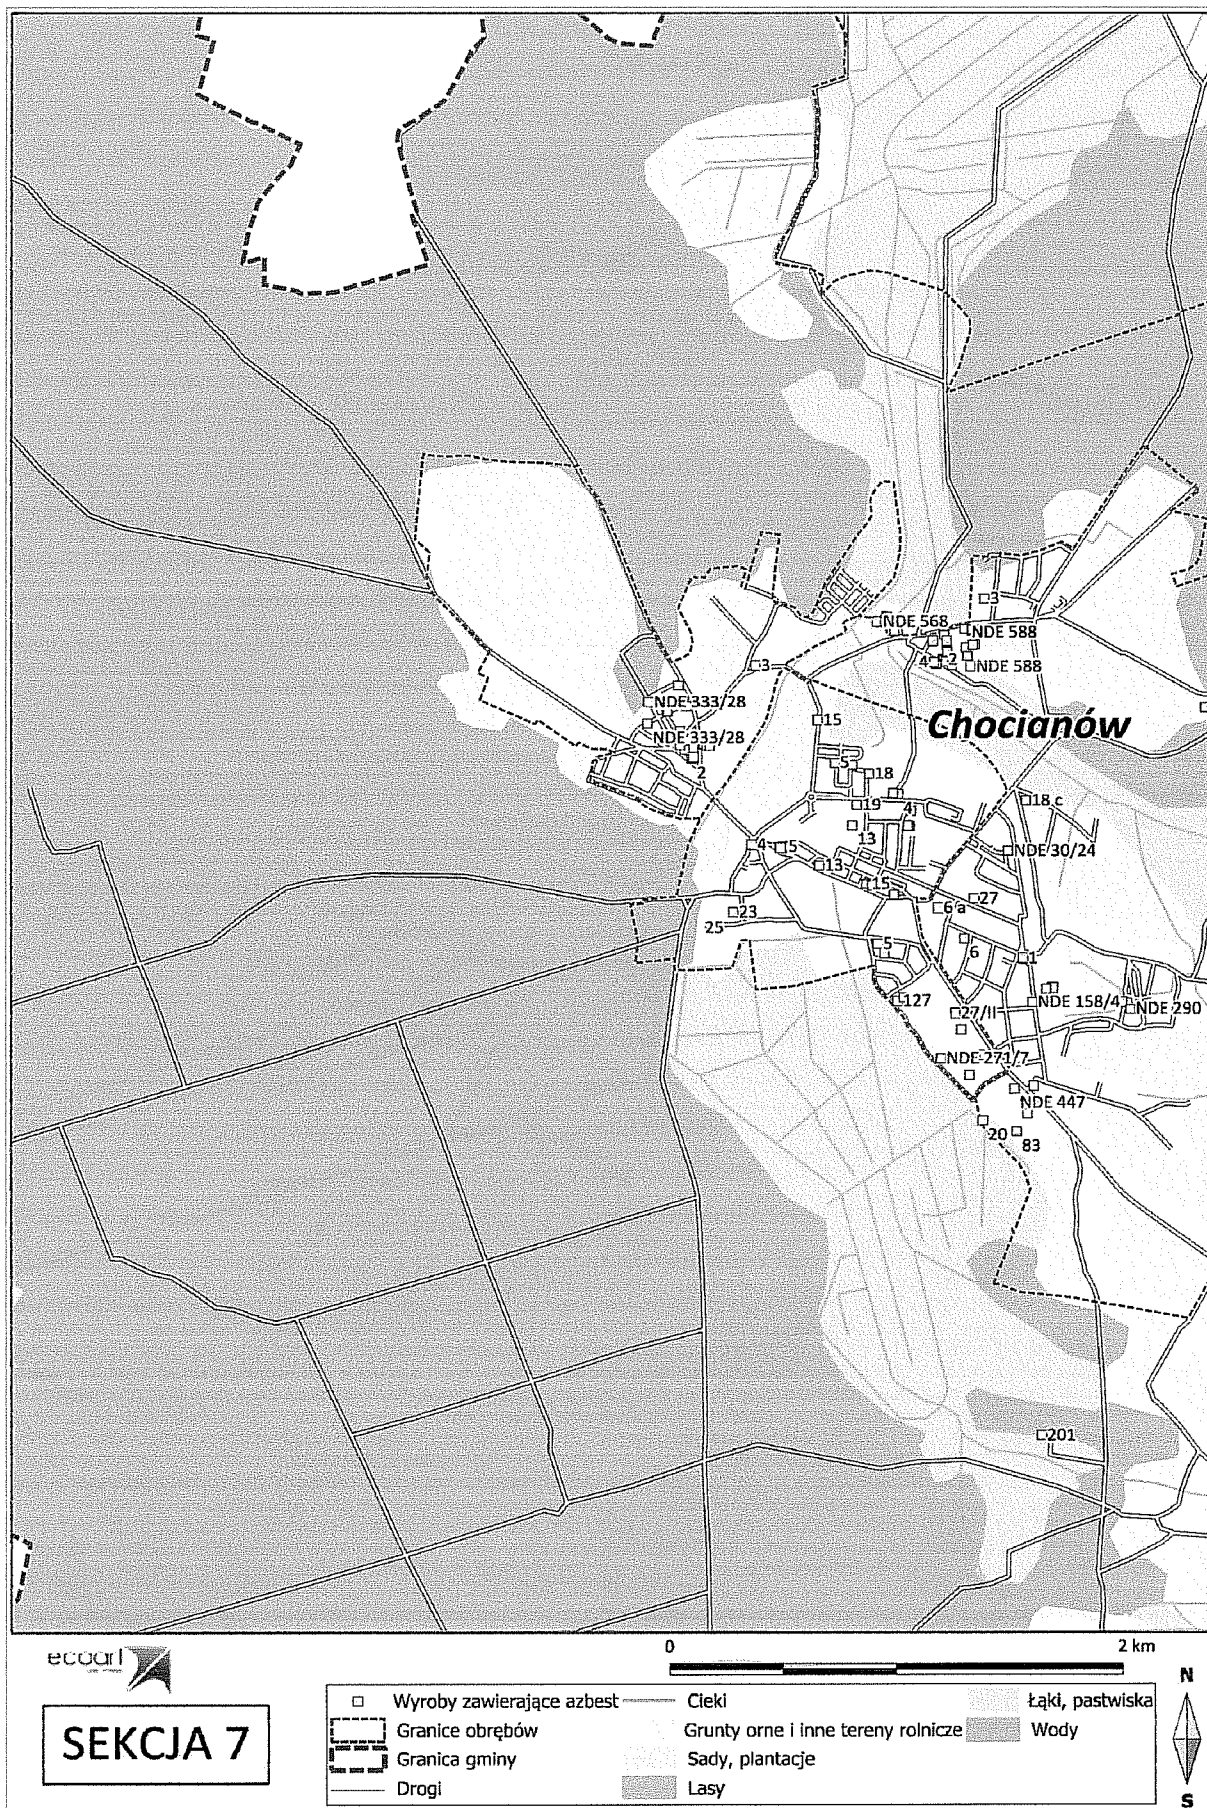 3
NDE 568
NDE 588
4
2
NDE 588
3
NDE 333/28
15
Chocianów
NDE 333/28
2
5
18
19
4j
18 c
13
4
5
NDE 30/24
13
15
27
6 a
23
25
5
6
1
127
NDE 158/4
NDE 290
27/II
NDE 271/7
NDE 447
20
83
201
ecoart
0
2 km
N
SEKCJA 7
Wyroby zawierające azbest
Cieki
Łąki, pastwiska
Granice obrębów
Grunty orne i inne tereny rolnicze
Wody
Granica gminy
Sady, plantacje
Drogi
Lasy
S